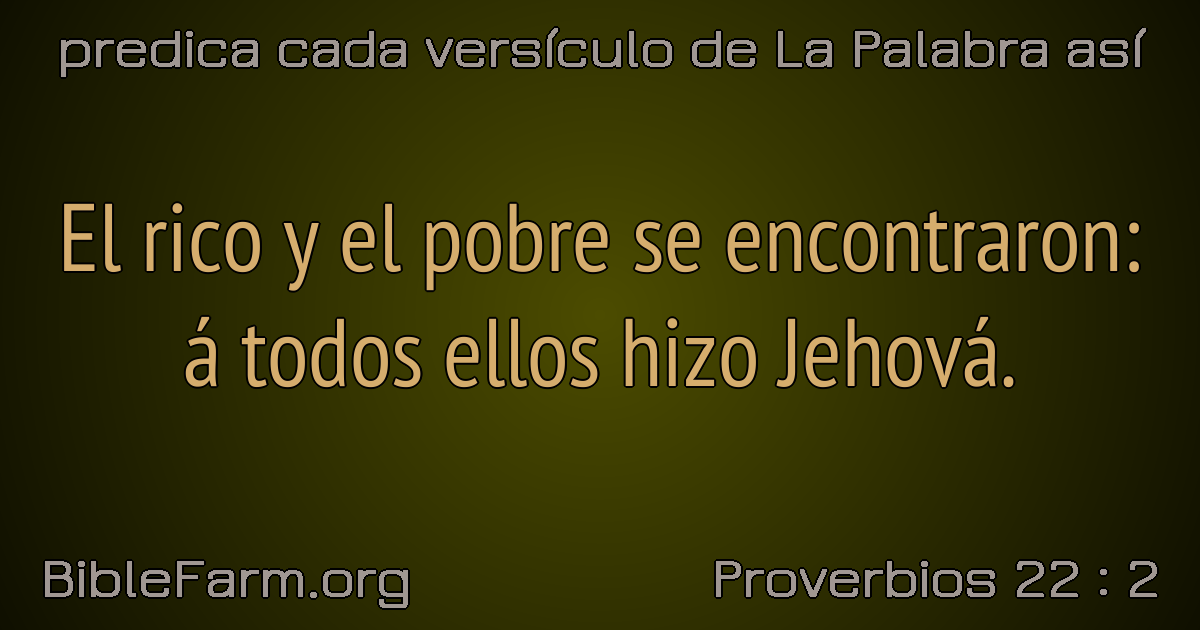 predica cada versículo de La Palabra así
El rico y el pobre se encontraron:
á todos ellos hizo Jehová.
BibleFarm.org
Proverbios 22 : 2